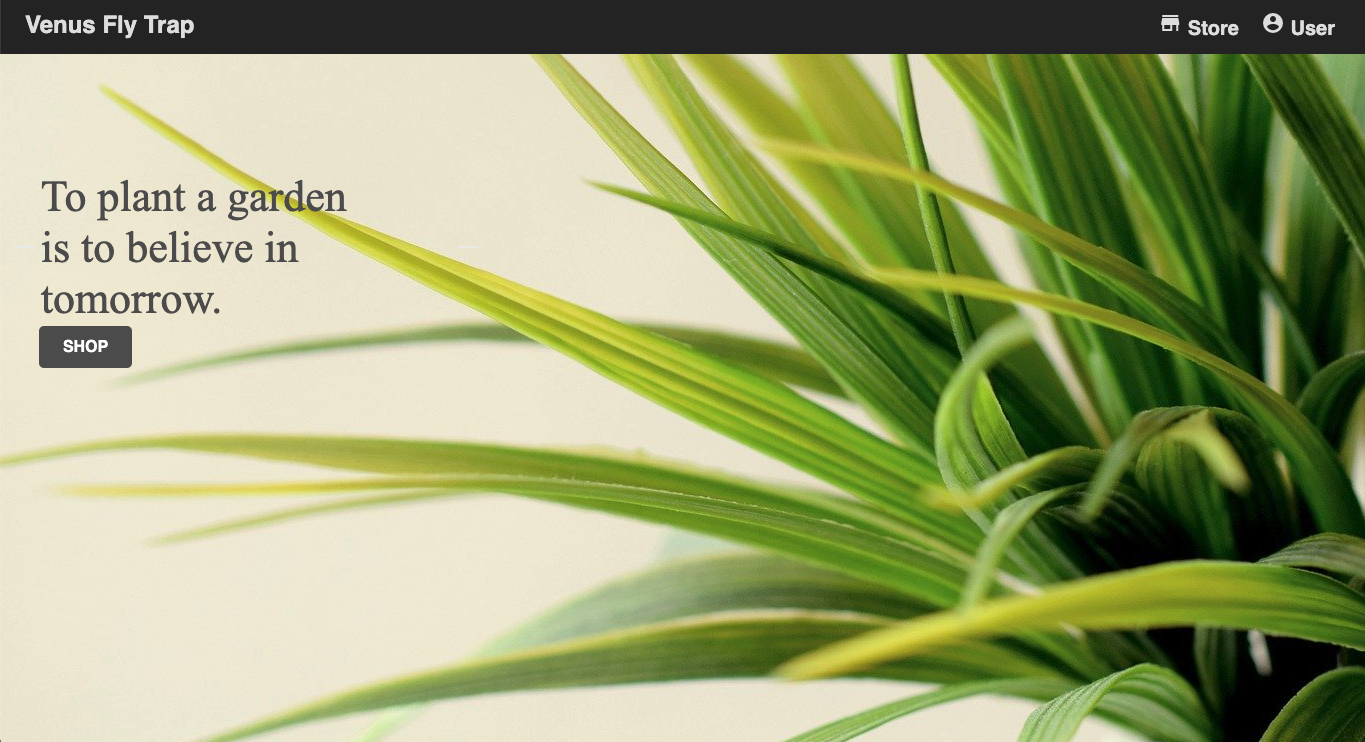 Venus Fly Trap
Store
User
To plant a garden
is to believe in
tomorrow.
SHOP